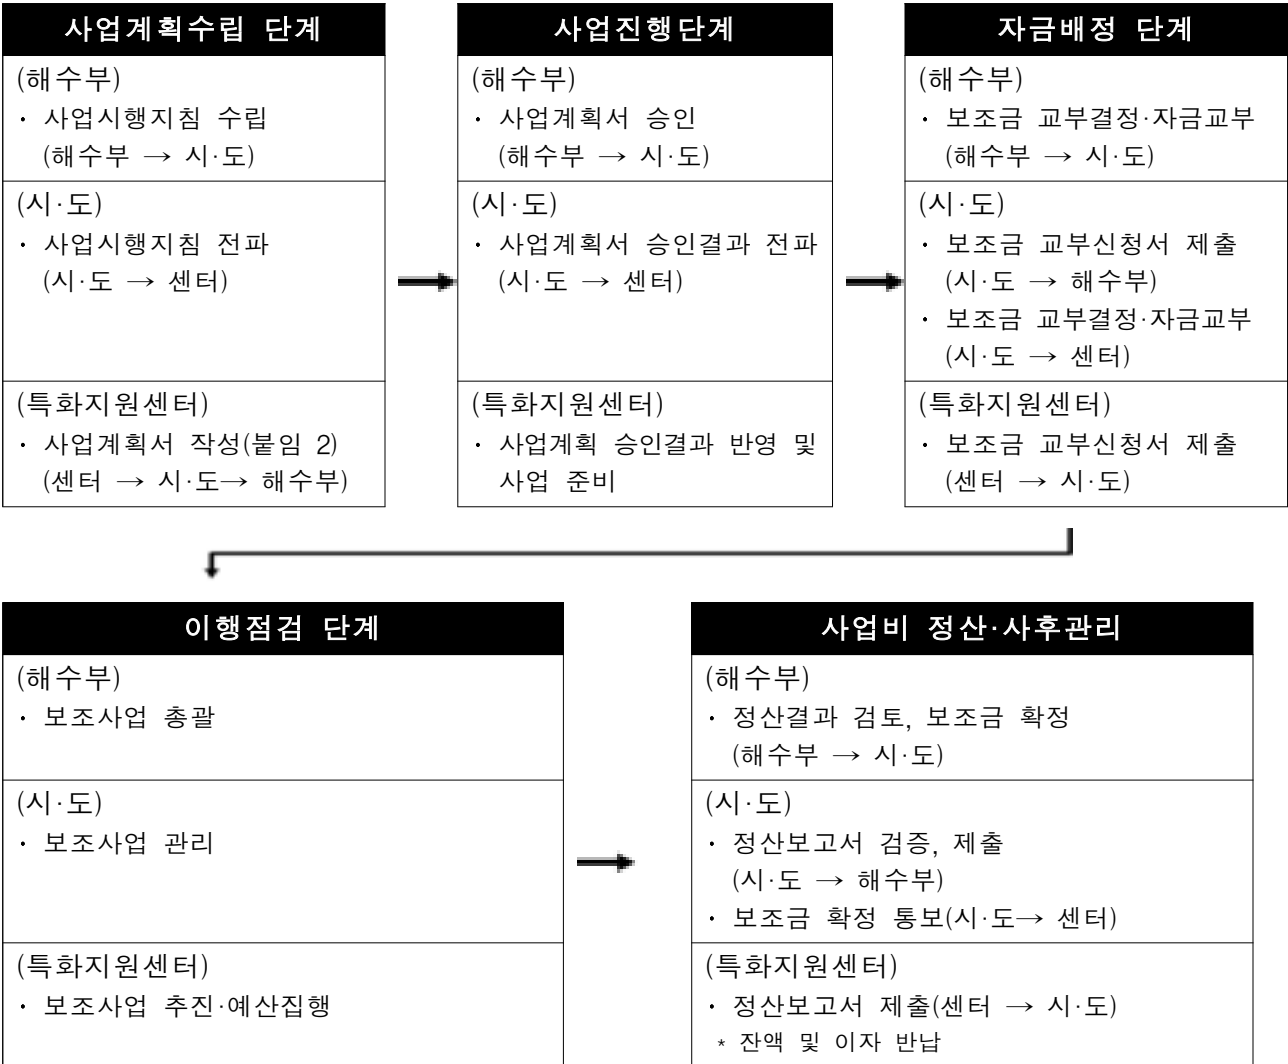 사업계획수립 단계
(해수부)
· 사업시행지침 수립
(해수부 → 시·도)
(시·도)
· 사업시행지침 전파
(시·도 → 센터)
(특화지원센터)
· 사업계획서 작성(붙임 2)
(센터 → 시·도→ 해수부)
사업진행단계
(해수부)
· 사업계획서 승인
(해수부 → 시·도)
(시·도)
· 사업계획서 승인결과 전파
(시·도 → 센터)
(특화지원센터)
· 사업계획 승인결과 반영 및
사업 준비
자금배정 단계
(해수부)
· 보조금 교부결정·자금교부
(해수부 → 시·도)
(시·도)
· 보조금 교부신청서 제출
(시·도 → 해수부)
· 보조금 교부결정·자금교부
(시·도 → 센터)
(특화지원센터)
· 보조금 교부신청서 제출
(센터 → 시·도)
이행점검 단계
(해수부)
· 보조사업 총괄
(시·도)
· 보조사업 관리
(특화지원센터)
· 보조사업 추진·예산집행
사업비 정산·사후관리
(해수부)
· 정산결과 검토, 보조금 확정
(해수부 → 시·도)
(시·도)
· 정산보고서 검증, 제출
(시·도 → 해수부)
· 보조금 확정 통보(시·도→ 센터)
(특화지원센터)
· 정산보고서 제출(센터 → 시·도)
* 잔액 및 이자 반납